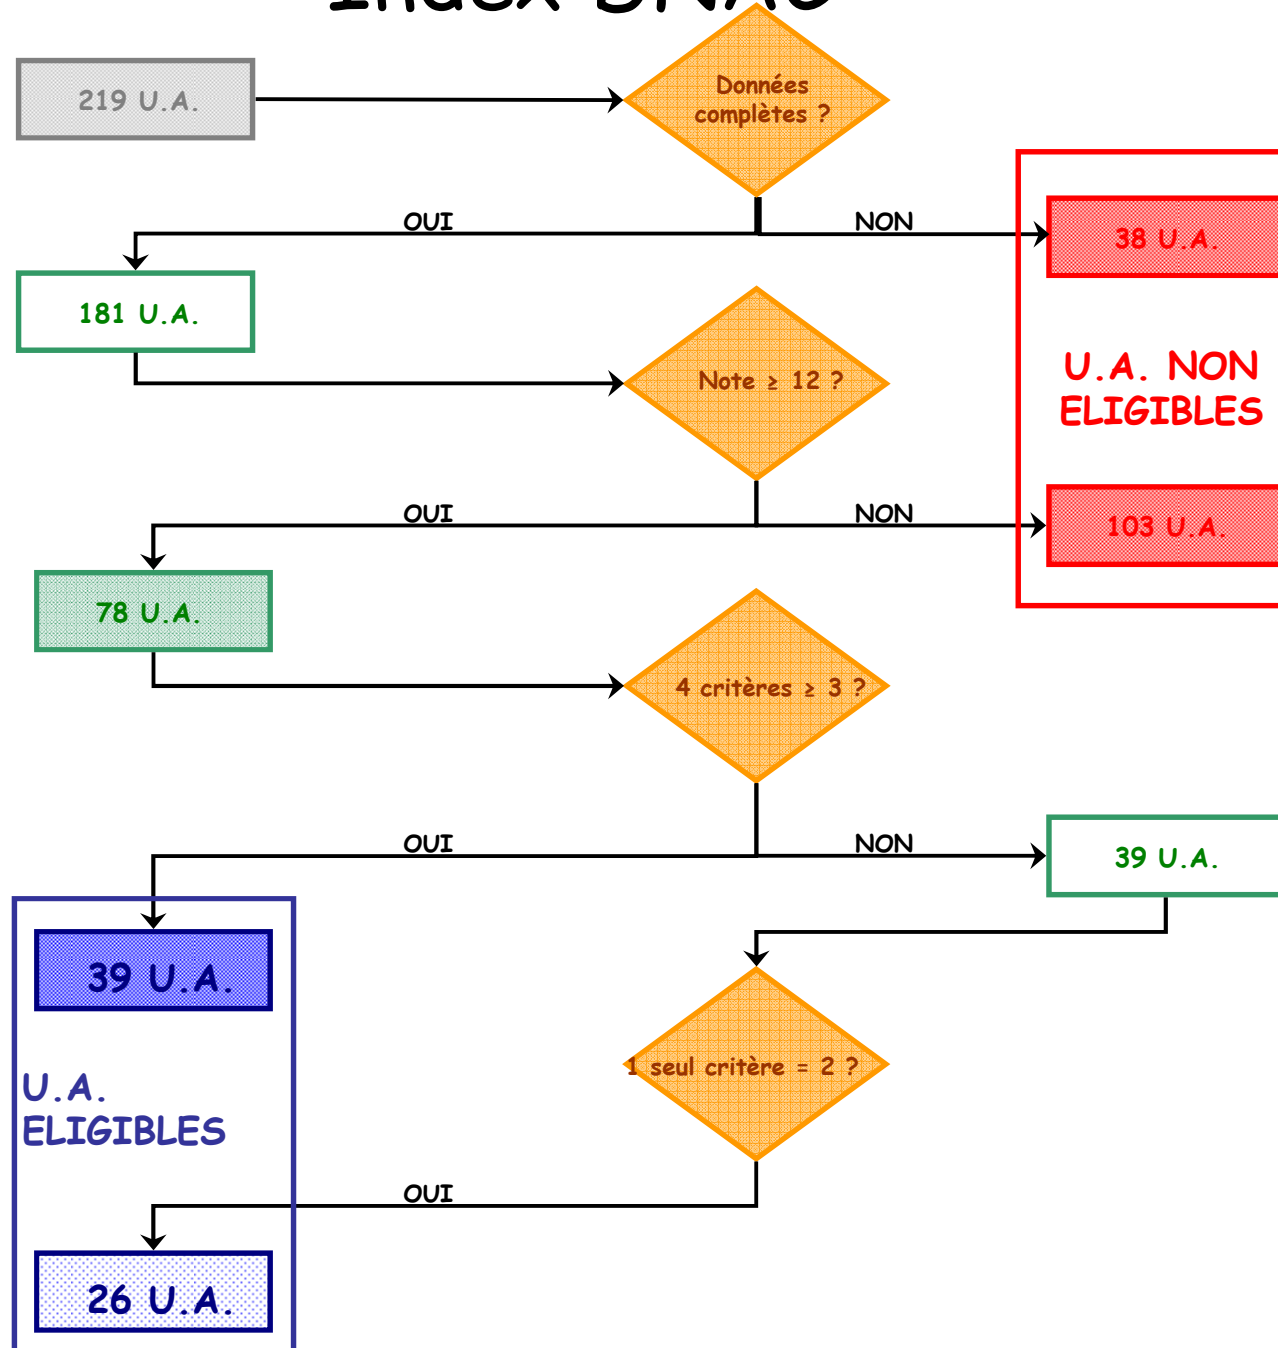 219 U.A.
Données
complètes ?
OUI
NON
38 U.A.
181 U.A.
Note ≥ 12 ?
U.A. NON
ELIGIBLES
OUI
NON
103 U.A.
78 U.A.
4 critères ≥ 3 ?
OUI
NON
39 U.A.
39 U.A.
1 seul critère = 2 ?
U.A.
ELIGIBLES
OUI
26 U.A.